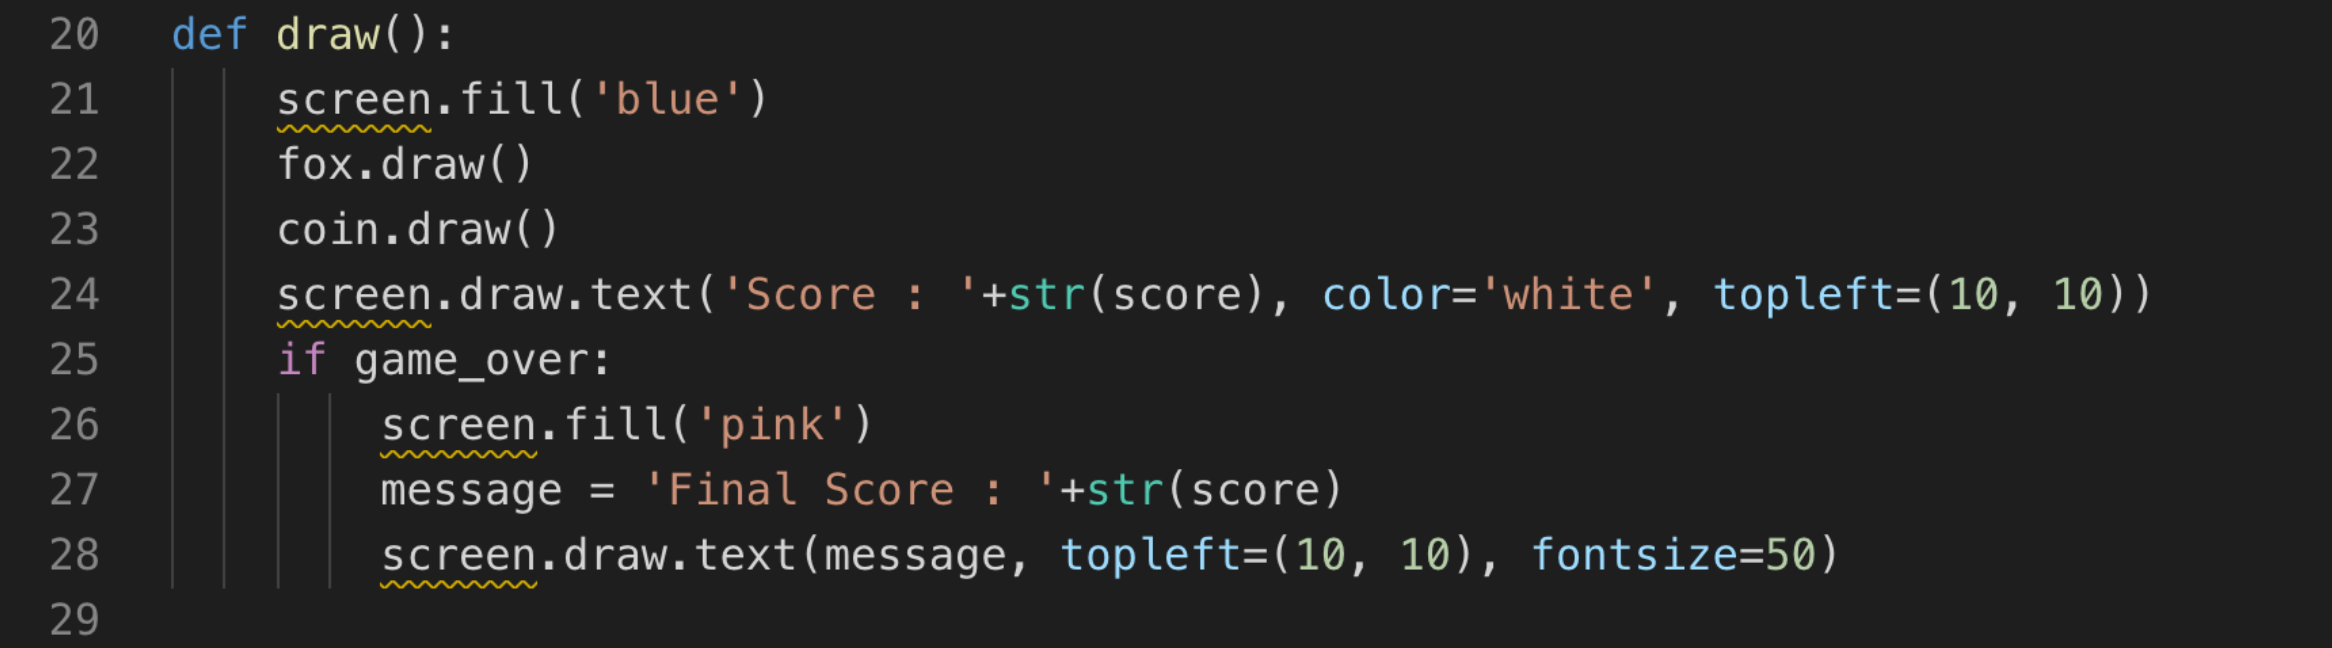 20 def draw():
21     screen.fill('blue')
22     fox.draw()
23     coin.draw()
24     screen.draw.text('Score : '+str(score), color='white', topleft=(10, 10))
25     if game_over:
26         screen.fill('pink')
27         message = 'Final Score : '+str(score)
28         screen.draw.text(message, topleft=(10, 10), fontsize=50)
29